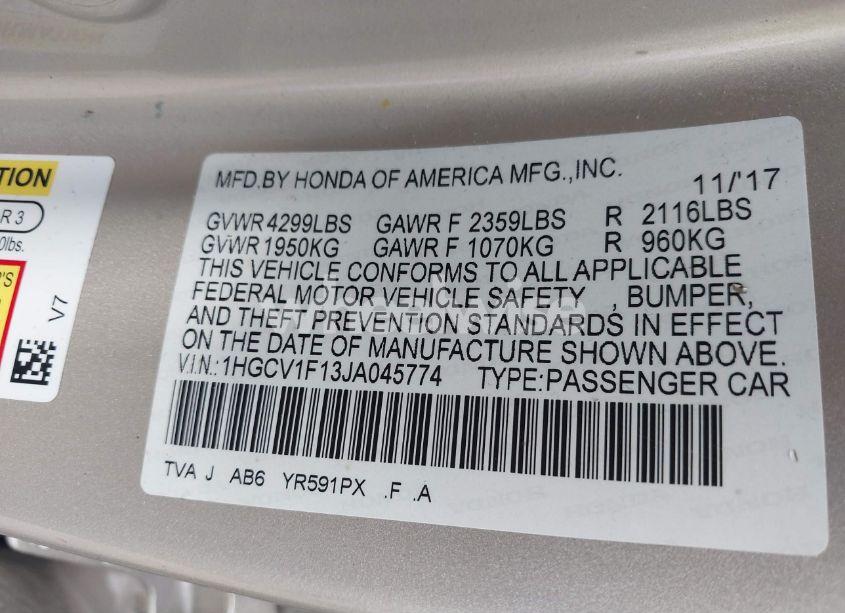 TION
R 3
0lbs.
R'S
V7
MFD.BY HONDA OF AMERICA MFG.,INC. 11/'17
GVWR 4299LBS GAWR F 2359LBS R 2116LBS
GVWR 1950KG GAWR F 1070KG R 960KG
THIS VEHICLE CONFORMS TO ALL APPLICABLE
FEDERAL MOTOR VEHICLE SAFETY , BUMPER,
AND THEFT PREVENTION STANDARDS IN EFFECT
ON THE DATE OF MANUFACTURE SHOWN ABOVE.
V.I.N.: 1HGCV1F13JA045774 TYPE:PASSENGER CAR
TVA J AB6 YR591PX .F .A